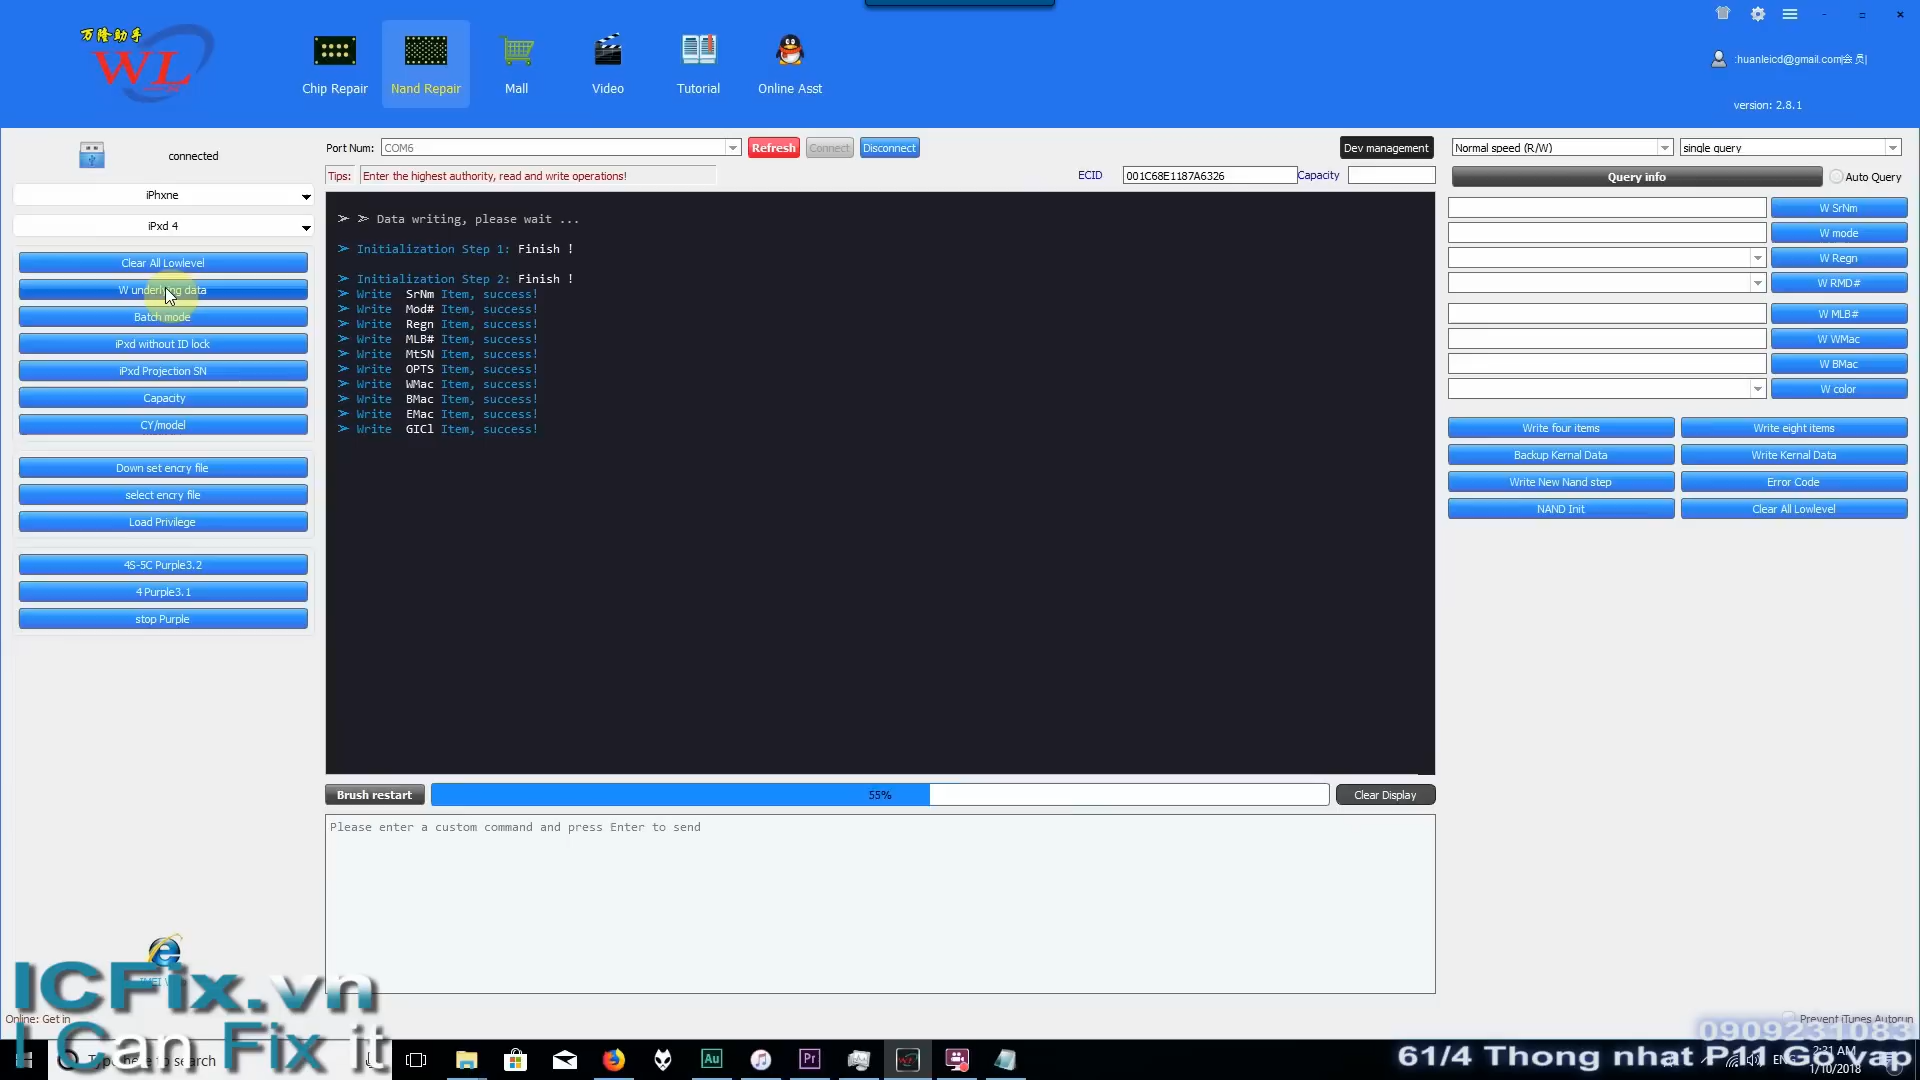 万隆助手
WL
Chip Repair
Nand Repair
Mall
Video
Tutorial
Online Asst
:huanleicd@gmail.com|会员|
version: 2.8.1
connected
Port Num:
COM6
Refresh
Connect
Disconnect
Dev management
Normal speed (R/W)
single query
Tips:
Enter the highest authority, read and write operations!
ECID
001C68E1187A6326
Capacity
Query info
Auto Query
iPhxne
iPxd 4
Clear All Lowlevel
W underlying data
Batch mode
iPxd without ID lock
iPxd Projection SN
Capacity
CY/model
Down set encry file
select encry file
Load Privilege
4S-5C Purple3.2
4 Purple3.1
stop Purple
➢ ➢ Data writing, please wait ...
➢ Initialization Step 1: Finish !
➢ Initialization Step 2: Finish !
➢ Write SrNm Item, success!
➢ Write Mod# Item, success!
➢ Write Regn Item, success!
➢ Write MLB# Item, success!
➢ Write MtSN Item, success!
➢ Write OPTS Item, success!
➢ Write WMac Item, success!
➢ Write BMac Item, success!
➢ Write EMac Item, success!
➢ Write GICl Item, success!
W SrNm
W mode
W Regn
W RMD#
W MLB#
W WMac
W BMac
W color
Write four items
Write eight items
Backup Kernal Data
Write Kernal Data
Write New Nand step
Error Code
NAND Init
Clear All Lowlevel
Brush restart
55%
Clear Display
Please enter a custom command and press Enter to send
ICFix.vn
Online: Get in
I Can Fix it
Prevent iTunes Autorun
0909231083
61/4 Thong nhat P11 Go vap
Au
Pr
2:31 AM
1/10/2018